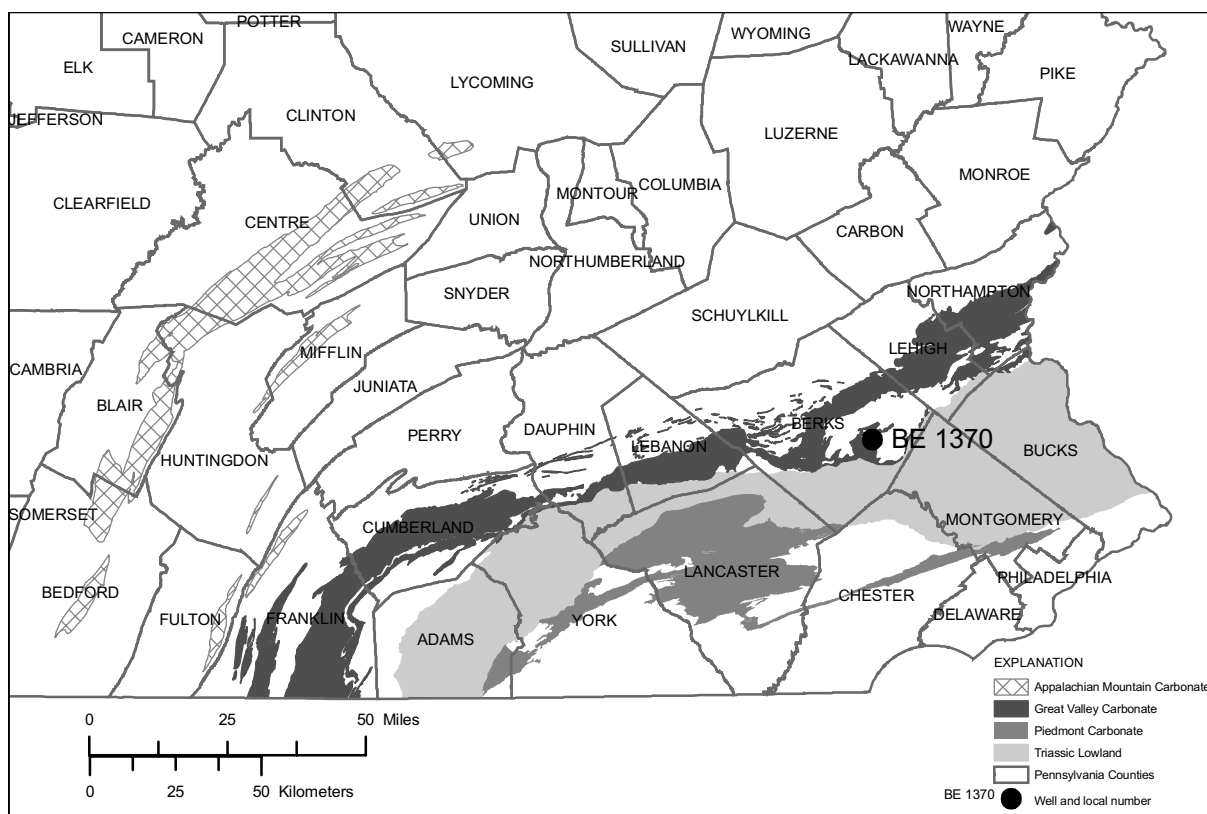 POTTER
CAMERON
ELK
SULLIVAN
WYOMING
WAYNE
LACKAWANNA
PIKE
LYCOMING
CLINTON
JEFFERSON
LUZERNE
MONROE
CLEARFIELD
CENTRE
UNION
MONTOUR
COLUMBIA
CARBON
NORTHUMBERLAND
SNYDER
NORTHAMPTON
SCHUYLKILL
LEHIGH
CAMBRIA
MIFFLIN
JUNIATA
BLAIR
PERRY
DAUPHIN
LEBANON
BERKS
BE 1370
BUCKS
HUNTINGDON
SOMERSET
CUMBERLAND
MONTGOMERY
LANCASTER
PHILADELPHIA
BEDFORD
FULTON
FRANKLIN
ADAMS
YORK
CHESTER
DELAWARE
EXPLANATION
Appalachian Mountain Carbonate
Great Valley Carbonate
Piedmont Carbonate
Triassic Lowland
Pennsylvania Counties
BE 1370 Well and local number
0 25 50 Miles
0 25 50 Kilometers